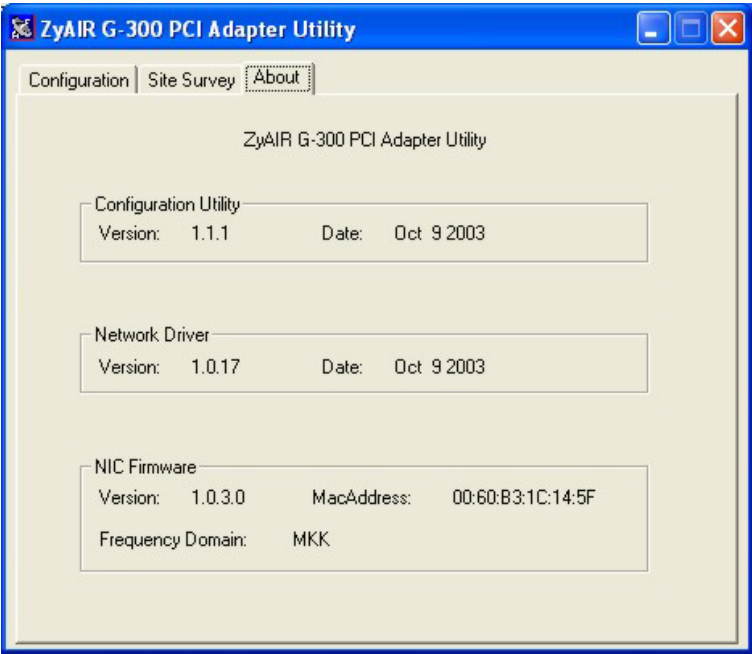 ZyAIR G-300 PCI Adapter Utility
Configuration Site Survey About
ZyAIR G-300 PCI Adapter Utility
Configuration Utility
Version: 1.1.1 Date: Oct 9 2003
Network Driver
Version: 1.0.17 Date: Oct 9 2003
NIC Firmware
Version: 1.0.3.0 MacAddress: 00:60:B3:1C:14:5F
Frequency Domain: MKK